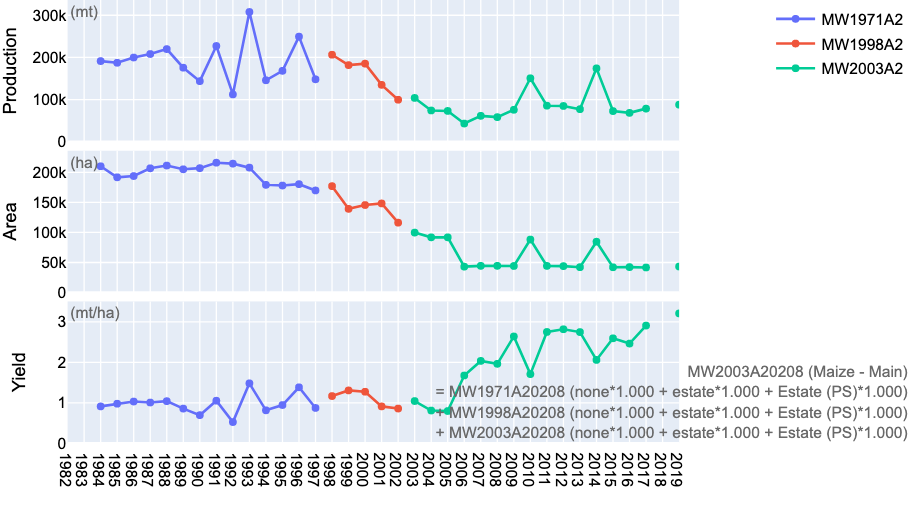 (mt)
Production
300k
200k
100k
0
MW1971A2
MW1998A2
MW2003A2
(ha)
Area
200k
150k
100k
50k
0
(mt/ha)
Yield
3
2
1
0
MW2003A20208 (Maize - Main)
= MW1971A20208 (none*1.000 + estate*1.000 + Estate (PS)*1.000)
+ MW1998A20208 (none*1.000 + estate*1.000 + Estate (PS)*1.000)
+ MW2003A20208 (none*1.000 + estate*1.000 + Estate (PS)*1.000)
1982 1983 1984 1985 1986 1987 1988 1989 1990 1991 1992 1993 1994 1995 1996 1997 1998 1999 2000 2001 2002 2003 2004 2005 2006 2007 2008 2009 2010 2011 2012 2013 2014 2015 2016 2017 2018 2019